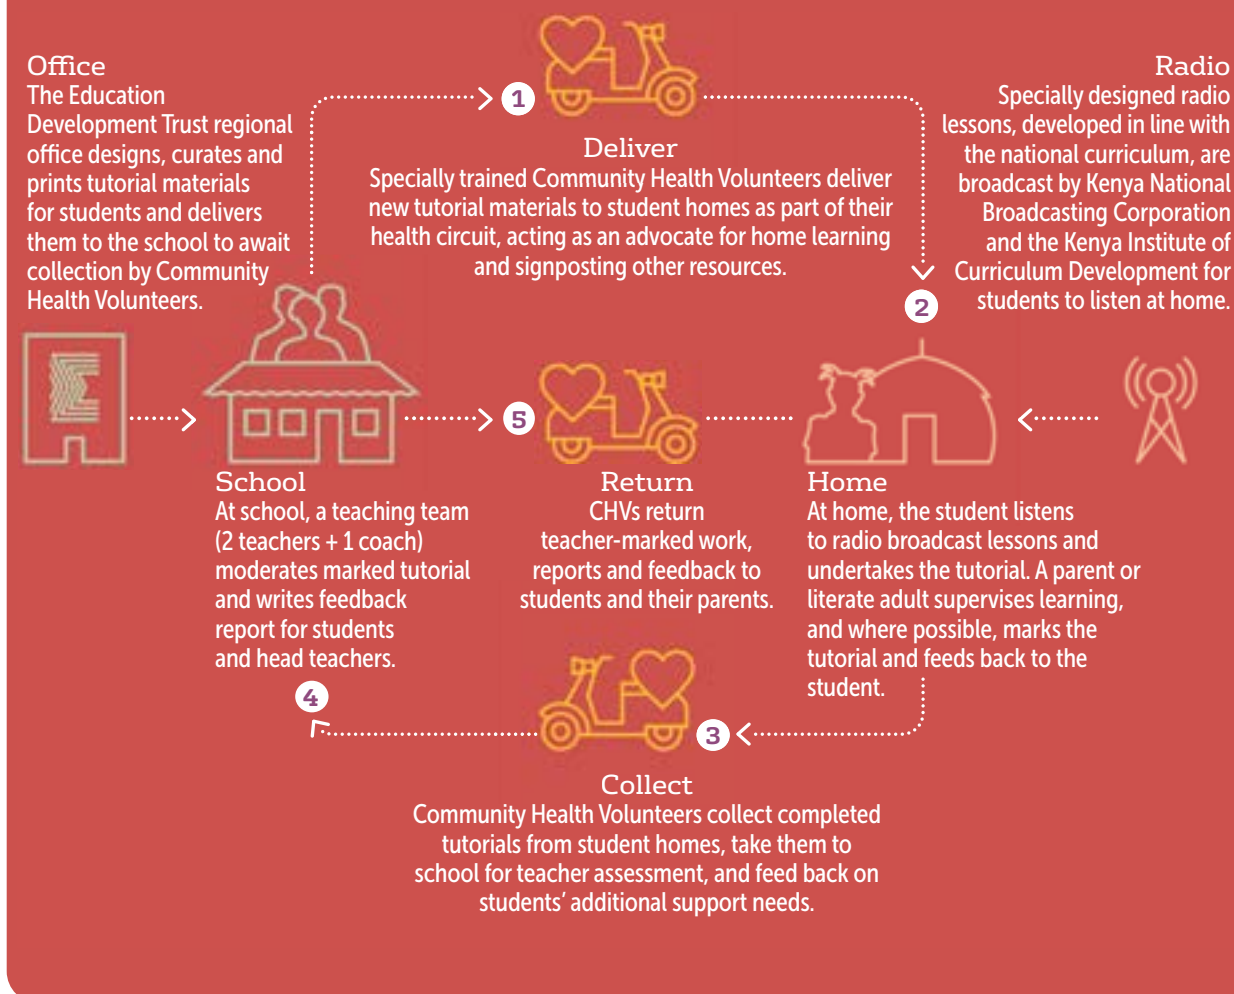 Office
The Education
Development Trust regional
office designs, curates and
prints tutorial materials
for students and delivers
them to the school to await
collection by Community
Health Volunteers.
1
Deliver
Specially trained Community Health Volunteers deliver
new tutorial materials to student homes as part of their
health circuit, acting as an advocate for home learning
and signposting other resources.
Radio
Specially designed radio
lessons, developed in line with
the national curriculum, are
broadcast by Kenya National
Broadcasting Corporation
and the Kenya Institute of
Curriculum Development for
students to listen at home.
2
5
School
At school, a teaching team
(2 teachers + 1 coach)
moderates marked tutorial
and writes feedback
report for students
and head teachers.
4
Return
CHVs return
teacher-marked work,
reports and feedback to
students and their parents.
Home
At home, the student listens
to radio broadcast lessons and
undertakes the tutorial. A parent or
literate adult supervises learning,
and where possible, marks the
tutorial and feeds back to the
student.
3
Collect
Community Health Volunteers collect completed
tutorials from student homes, take them to
school for teacher assessment, and feed back on
students’ additional support needs.